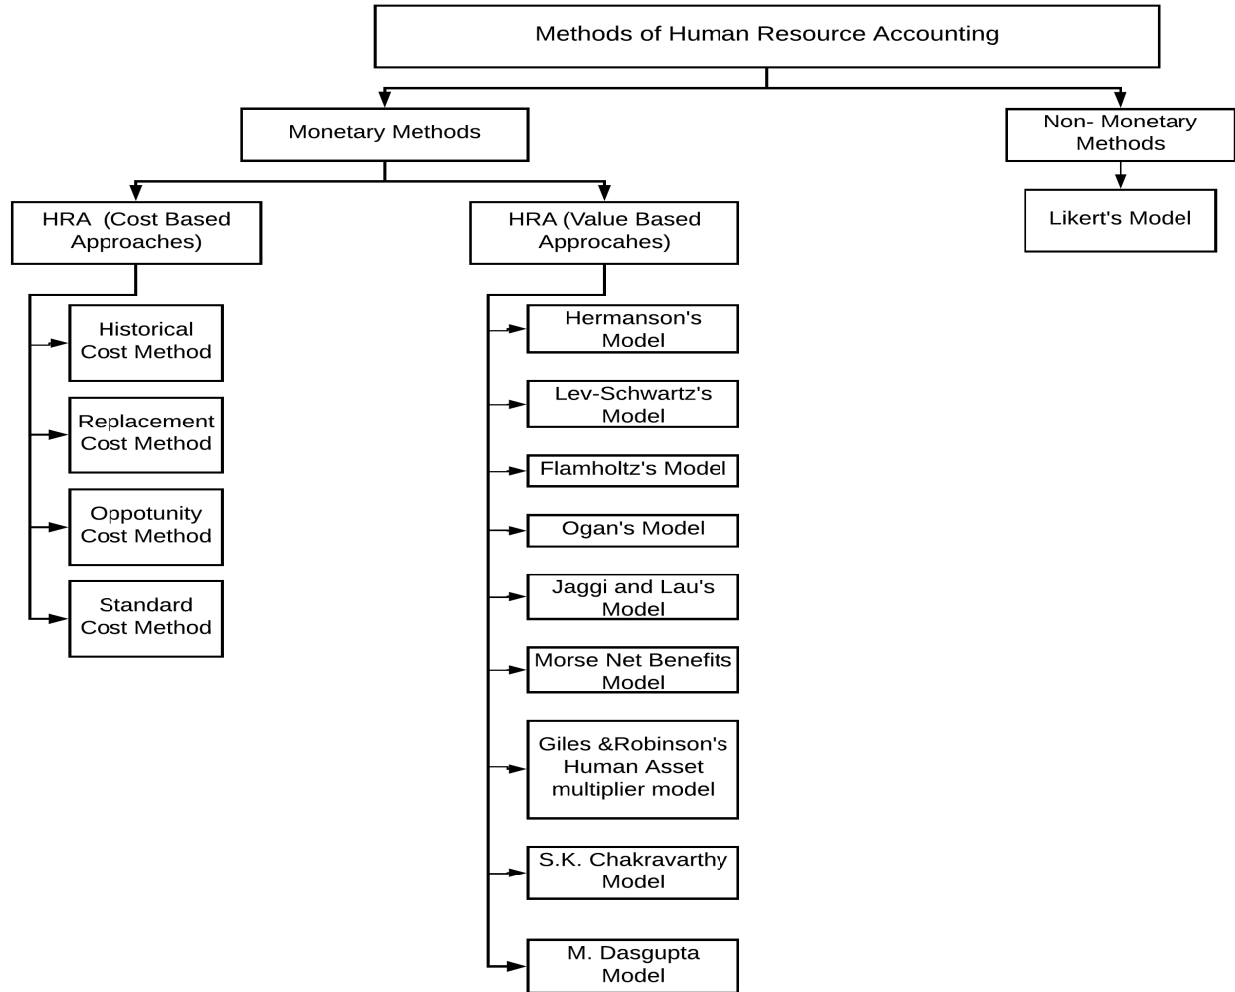 Methods of Human Resource Accounting
Monetary Methods
Non- Monetary
Methods
HRA (Cost Based
Approaches)
HRA (Value Based
Approcahes)
Likert's Model
Historical
Cost Method
Replacement
Cost Method
Oppotunity
Cost Method
Standard
Cost Method
Hermanson's
Model
Lev-Schwartz's
Model
Flamholtz's Model
Ogan's Model
Jaggi and Lau's
Model
Morse Net Benefits
Model
Giles &Robinson's
Human Asset
multiplier model
S.K. Chakravarthy
Model
M. Dasgupta
Model